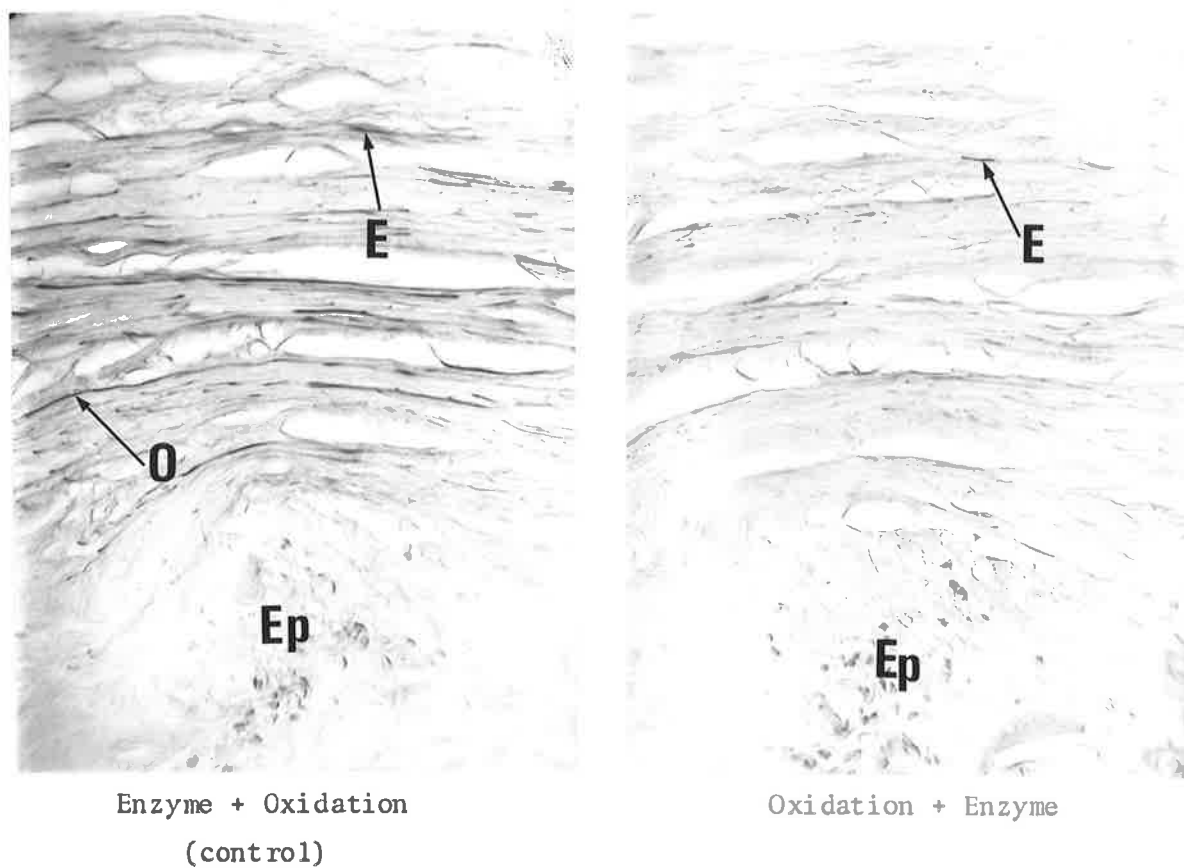 E
E
O
Ep
Ep
Enzyme + Oxidation
(control)
Oxidation + Enzyme